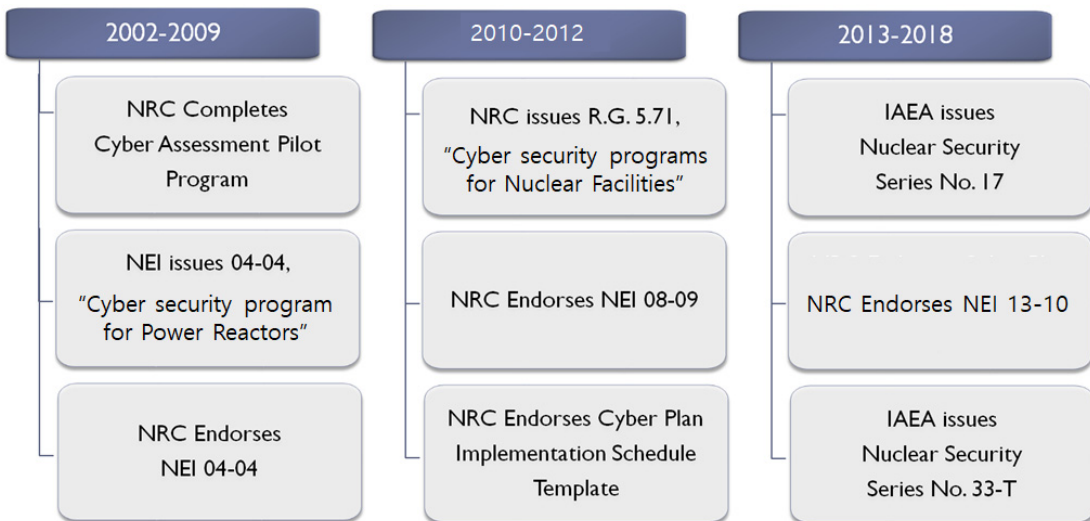 2002-2009
NRC Completes
Cyber Assessment Pilot
Program
NEI issues 04-04,
"Cyber security program
for Power Reactors"
NRC Endorses
NEI 04-04
2010-2012
NRC issues R.G. 5.71,
"Cyber security programs
for Nuclear Facilities"
NRC Endorses NEI 08-09
NRC Endorses Cyber Plan
Implementation Schedule
Template
2013-2018
IAEA issues
Nuclear Security
Series No. 17
NRC Endorses NEI 13-10
IAEA issues
Nuclear Security
Series No. 33-T